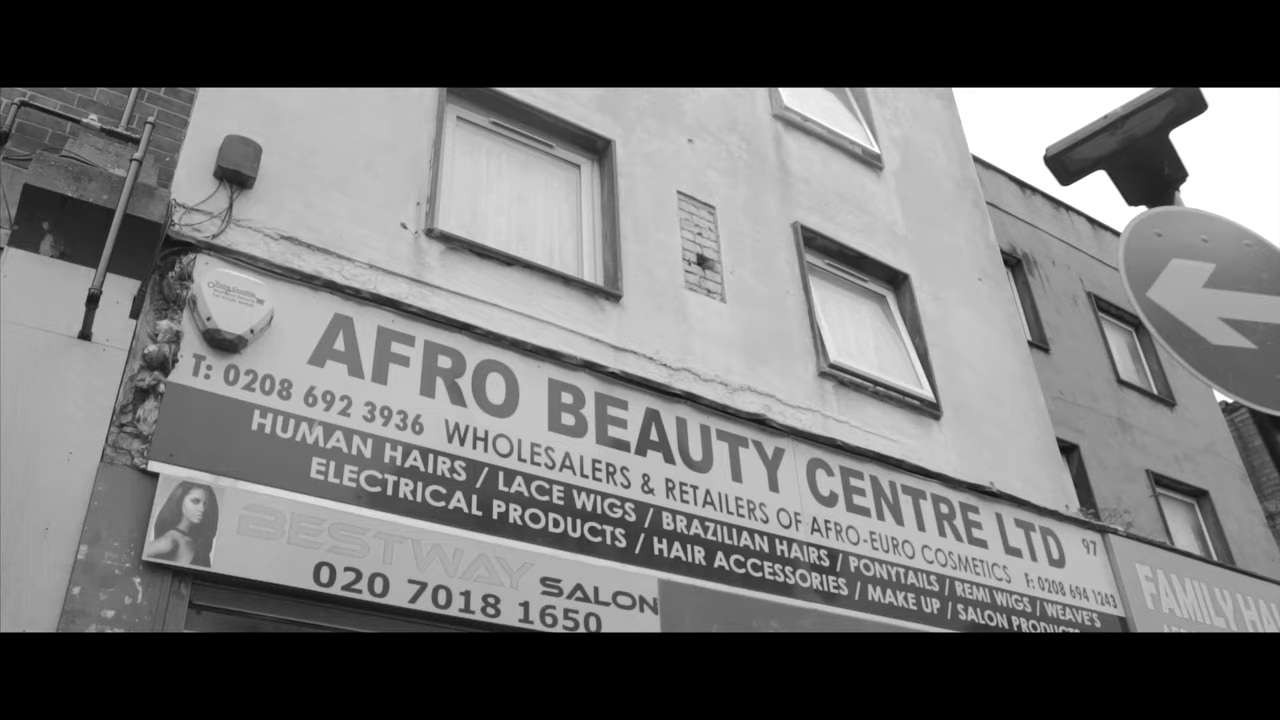 AFRO BEAUTY CENTRE LTD
T: 0208 692 3936 WHOLESALERS & RETAILERS OF AFRO-EURO COSMETICS F: 0208 694 1243
97
HUMAN HAIRS / LACE WIGS / BRAZILIAN HAIRS / PONYTAILS / REMI WIGS / WEAVE'S
ELECTRICAL PRODUCTS / HAIR ACCESSORIES / MAKE UP / SALON PRODUCTS
BESTWAY SALON
020 7018 1650
FAMILY HA